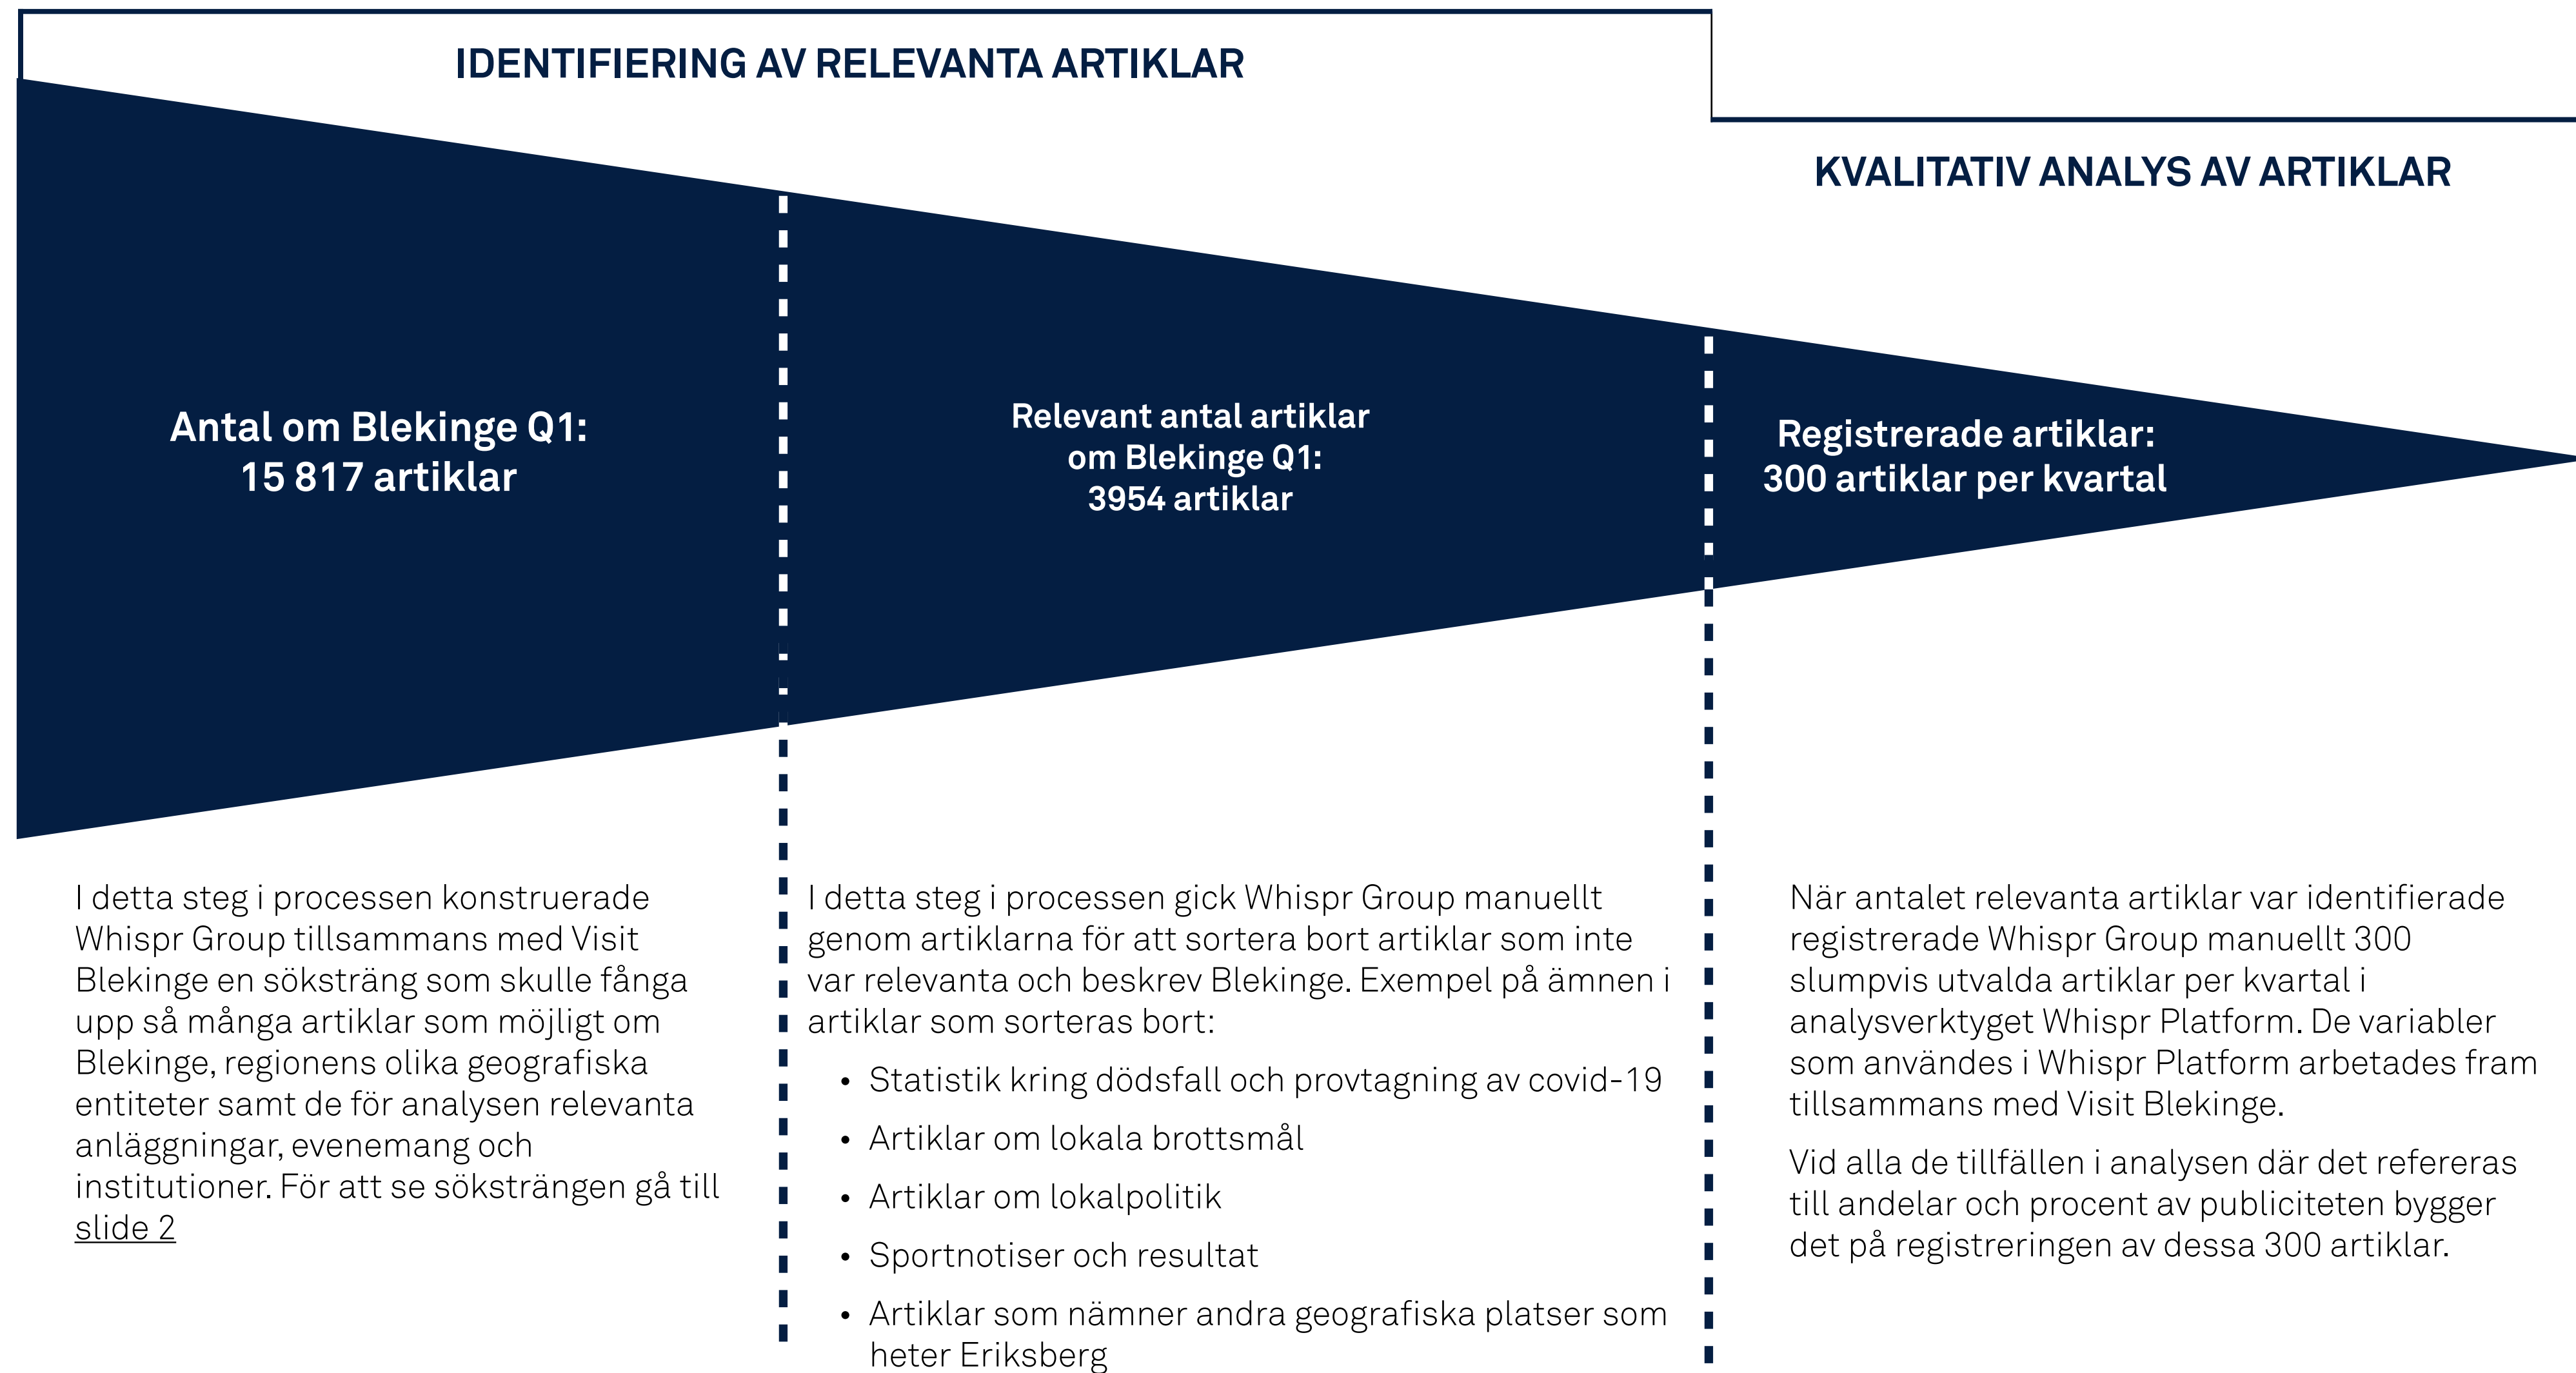 IDENTIFIERING AV RELEVANTA ARTIKLAR
KVALITATIV ANALYS AV ARTIKLAR
Antal om Blekinge Q1:
15 817 artiklar
Relevant antal artiklar
om Blekinge Q1:
3954 artiklar
Registrerade artiklar:
300 artiklar per kvartal
I detta steg i processen konstruerade
Whispr Group tillsammans med Visit
Blekinge en söksträng som skulle fånga
upp så många artiklar som möjligt om
Blekinge, regionens olika geografiska
entiteter samt de för analysen relevanta
anläggningar, evenemang och
institutioner. För att se söksträngen gå till
slide 2
I detta steg i processen gick Whispr Group manuellt
genom artiklarna för att sortera bort artiklar som inte
var relevanta och beskrev Blekinge. Exempel på ämnen i
artiklar som sorteras bort:
• Statistik kring dödsfall och provtagning av covid-19
• Artiklar om lokala brottsmål
• Artiklar om lokalpolitik
• Sportnotiser och resultat
• Artiklar som nämner andra geografiska platser som
heter Eriksberg
När antalet relevanta artiklar var identifierade
registrerade Whispr Group manuellt 300
slumpvis utvalda artiklar per kvartal i
analysverktyget Whispr Platform. De variabler
som användes i Whispr Platform arbetades fram
tillsammans med Visit Blekinge.
Vid alla de tillfällen i analysen där det refereras
till andelar och procent av publiciteten bygger
det på registreringen av dessa 300 artiklar.